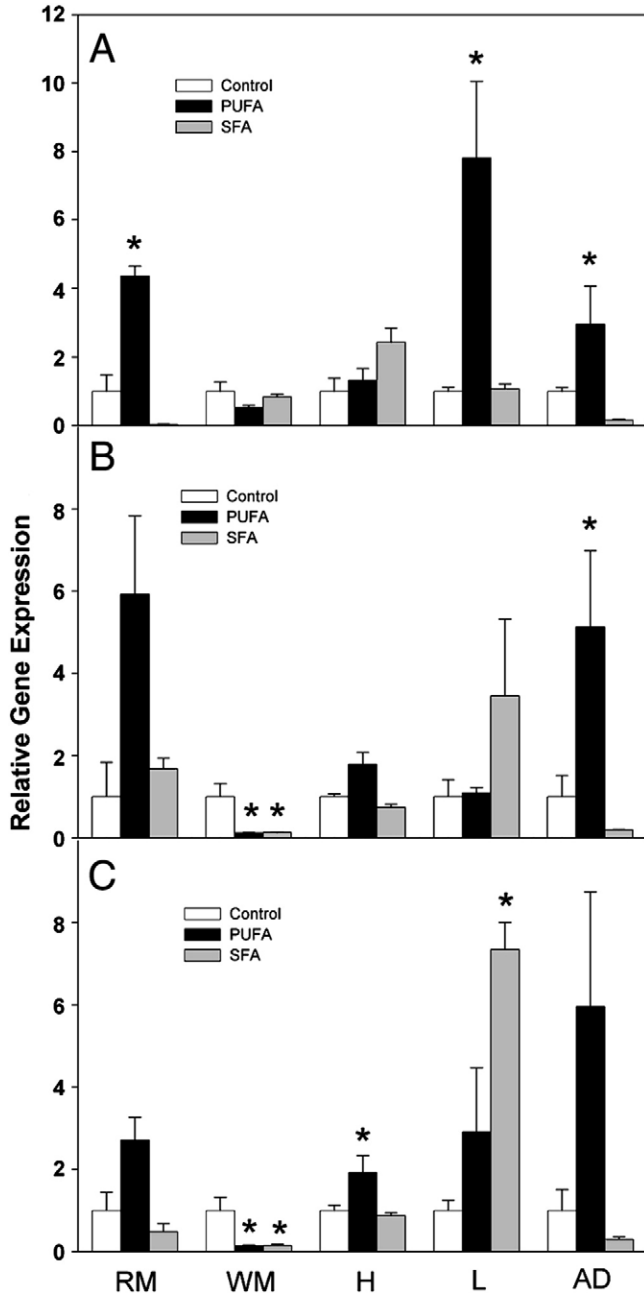 Relative Gene Expression
A
12
10
8
6
4
2
0
Control
PUFA
SFA
*
*
*
B
8
6
4
2
0
Control
PUFA
SFA
* *
*
C
8
6
4
2
0
Control
PUFA
SFA
* *
*
*
RM WM H L AD